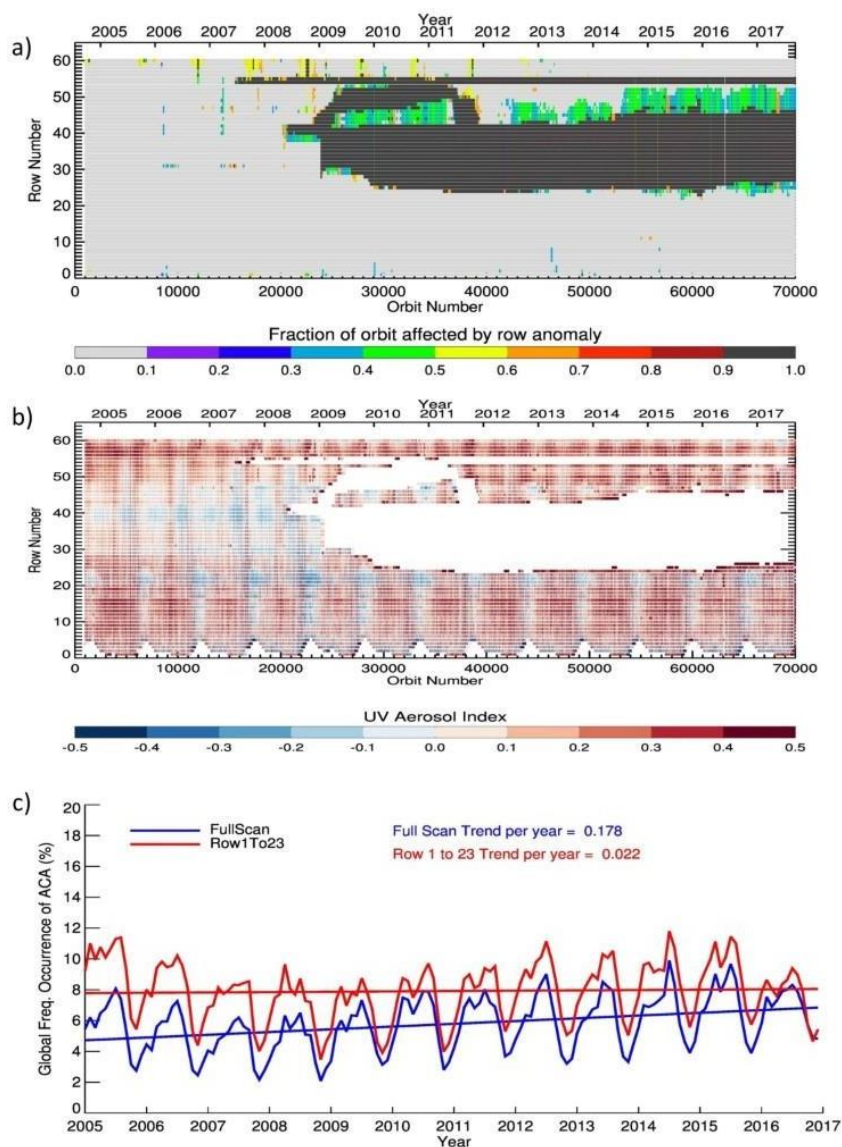 a)
Year
2005 2006 2007 2008 2009 2010 2011 2012 2013 2014 2015 2016 2017
60
50
40
30
20
10
0
Row Number
0 10000 20000 30000 40000 50000 60000 70000
Orbit Number
Fraction of orbit affected by row anomaly
0.0 0.1 0.2 0.3 0.4 0.5 0.6 0.7 0.8 0.9 1.0
b)
Year
2005 2006 2007 2008 2009 2010 2011 2012 2013 2014 2015 2016 2017
60
50
40
30
20
10
0
Row Number
0 10000 20000 30000 40000 50000 60000 70000
Orbit Number
UV Aerosol Index
-0.5 -0.4 -0.3 -0.2 -0.1 0.0 0.1 0.2 0.3 0.4 0.5
c)
20
18
16
14
12
10
8
6
4
2
0
Global Freq. Occurrence of ACA (%)
FullScan
Row1To23
Full Scan Trend per year = 0.178
Row 1 to 23 Trend per year = 0.022
2005 2006 2007 2008 2009 2010 2011 2012 2013 2014 2015 2016 2017
Year